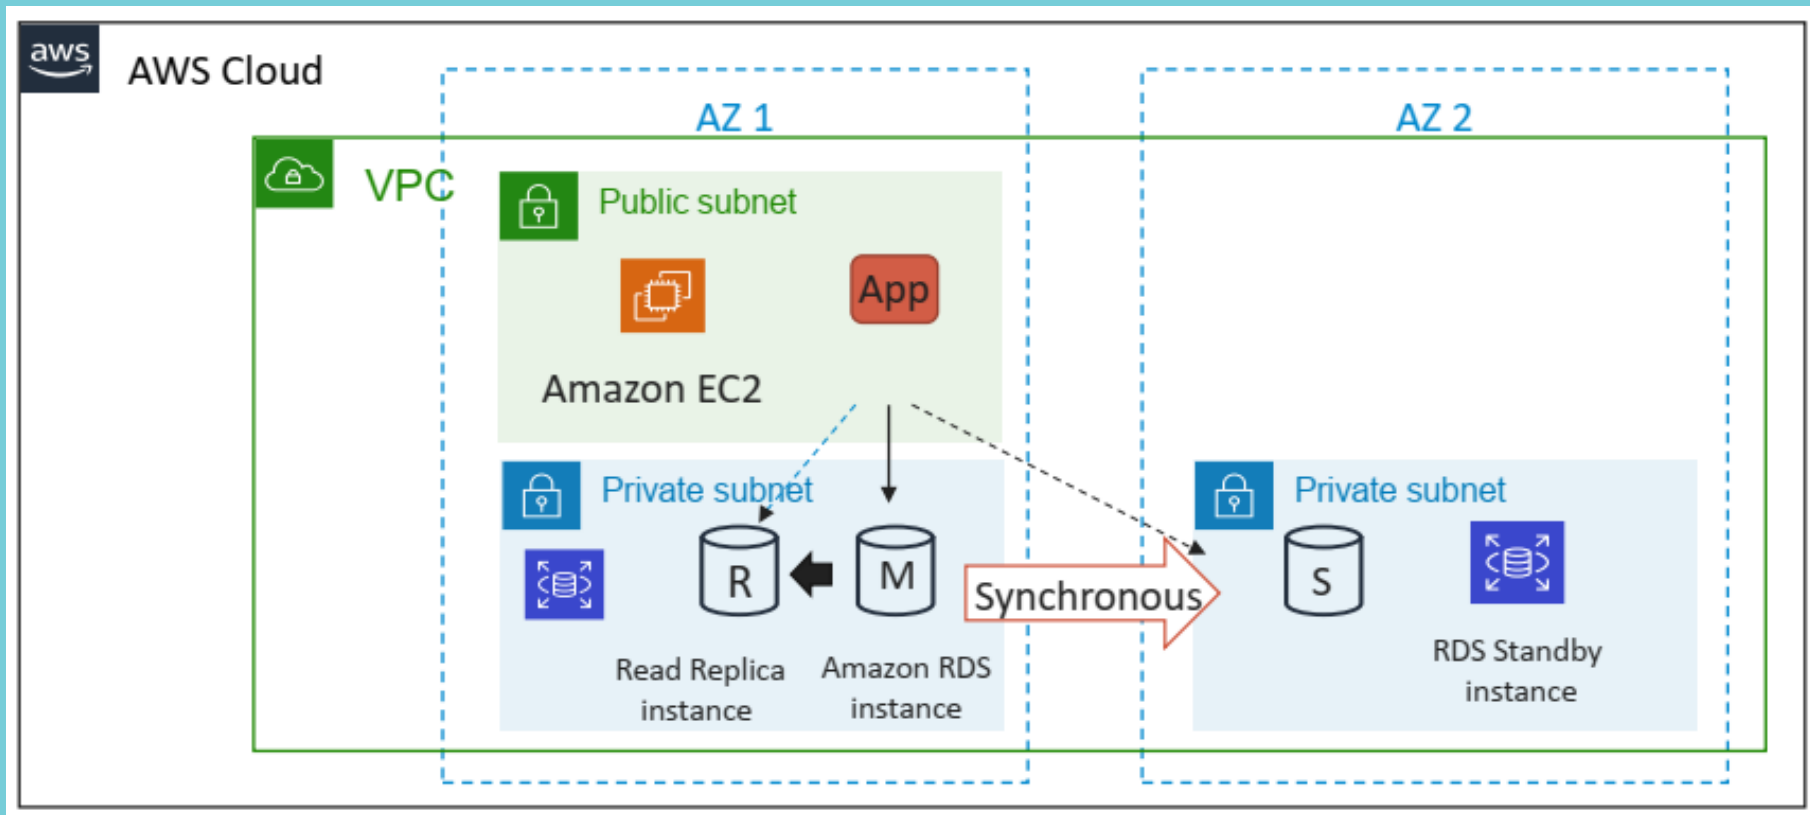 aws
AWS Cloud
AZ 1
AZ 2
VPC
Public subnet
App
Amazon EC2
Private subnet
Private subnet
R
M
Synchronous
S
Read Replica
instance
Amazon RDS
instance
RDS Standby
instance